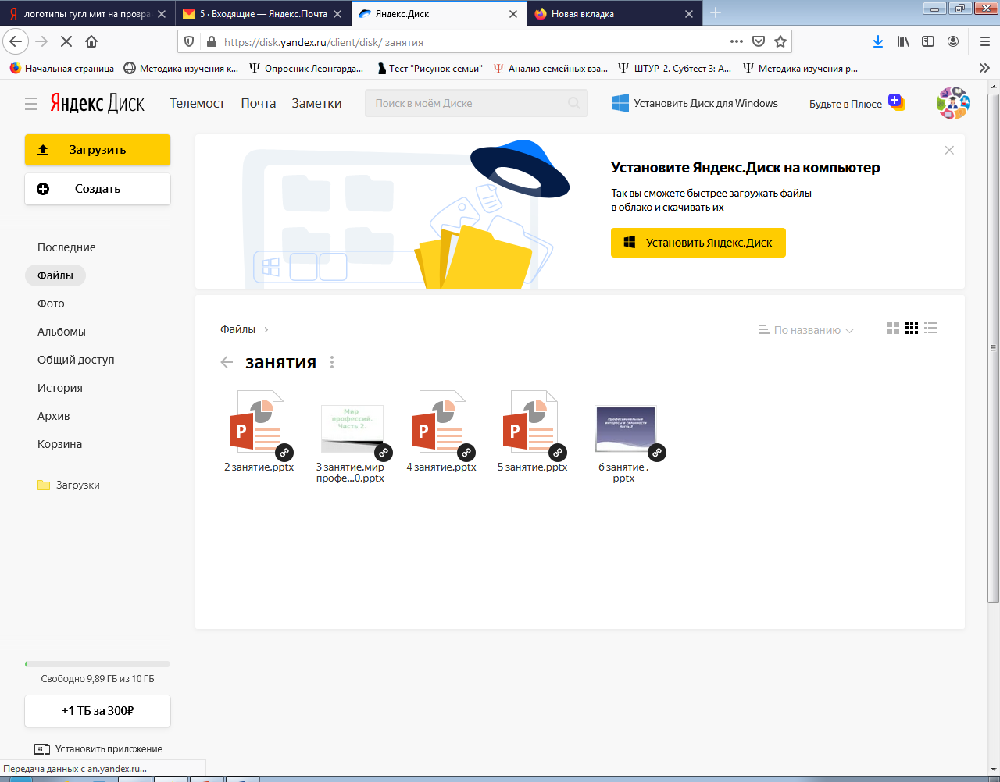 логотипы гугл мит на прозра
5 · Входящие — Яндекс.Почта
Яндекс.Диск
Новая вкладка
https://disk.yandex.ru/client/disk/ занятия
Начальная страница
Методика изучения к...
Опросник Леонгарда...
Тест "Рисунок семьи"
Анализ семейных вза...
ШТУР-2. Субтест 3: А...
Методика изучения р...
Яндекс Диск
Телемост
Почта
Заметки
Поиск в моём Диске
Установить Диск для Windows
Будьте в Плюсе
Загрузить
Создать
Последние
Файлы
Фото
Альбомы
Общий доступ
История
Архив
Корзина
Загрузки
Установите Яндекс.Диск на компьютер
Так вы сможете быстрее загружать файлы
в облако и скачивать их
Установить Яндекс.Диск
Файлы
По названию
занятия
P
Мир
профессий.
Часть 2.
P
P
Профессиональные
интересы и склонности
Часть 3
2 занятие.pptx
3 занятие.мир
профе...0.pptx
4 занятие.pptx
5 занятие.pptx
6 занятие .
pptx
Свободно 9,89 ГБ из 10 ГБ
+1 ТБ за 300₽
Установить приложение
Передача данных с an.yandex.ru...